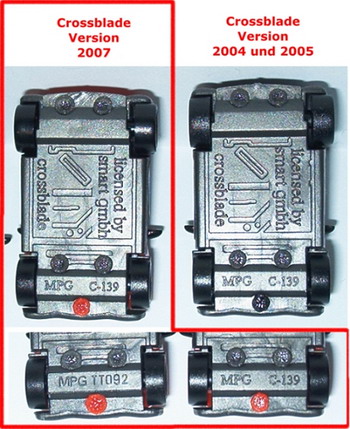 Crossblade
Version
2007
Crossblade
Version
2004 und 2005
licensed by
smart gmbh
crossblade
MPG C-139
licensed by
smart gmbh
crossblade
MPG C-139
MPG TT092
MPG C-139